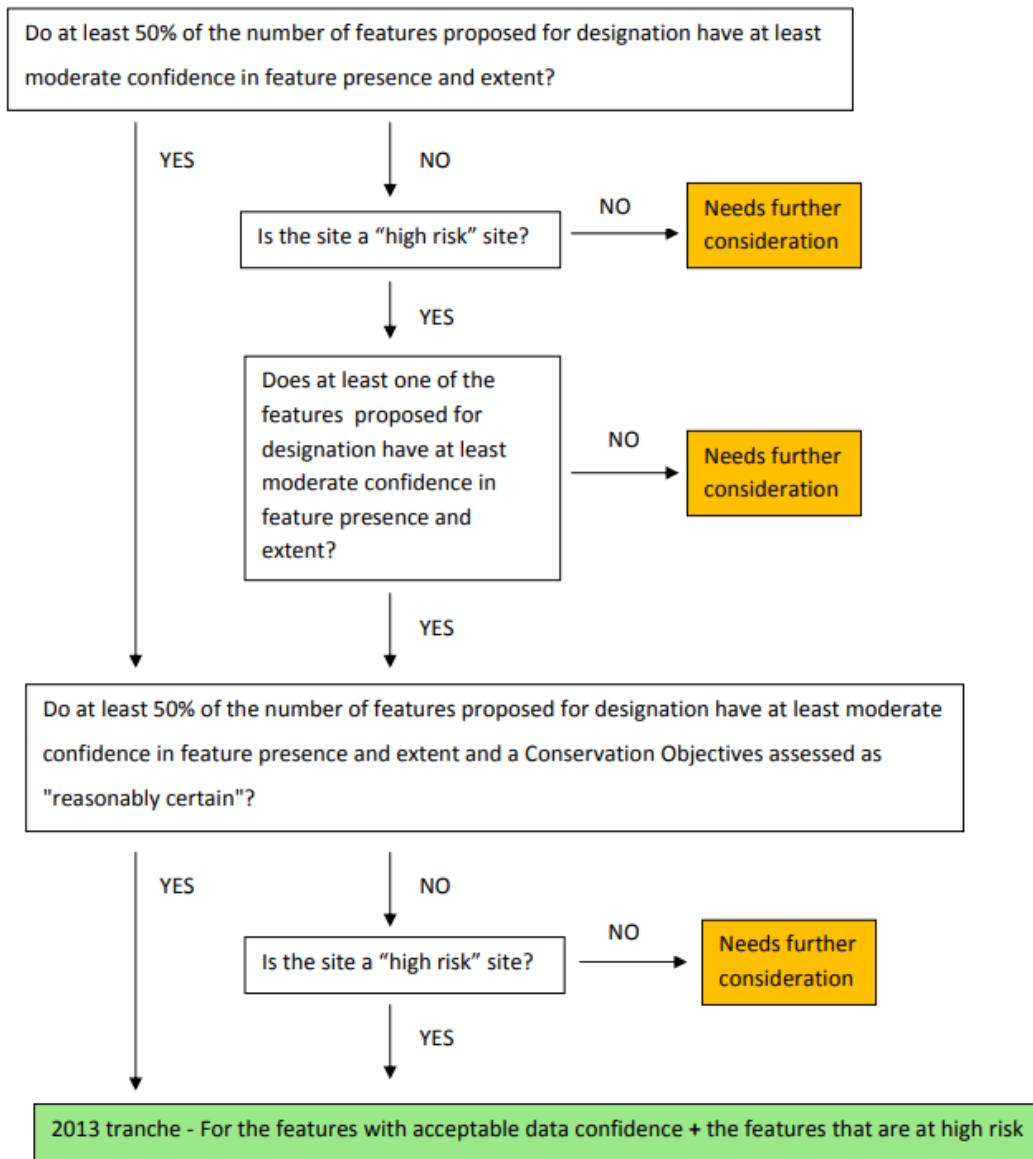 Do at least 50% of the number of features proposed for designation have at least
moderate confidence in feature presence and extent?
YES
NO
Is the site a “high risk” site?
NO
Needs further
consideration
YES
Does at least one of the
features proposed for
designation have at least
moderate confidence in
feature presence and
extent?
NO
Needs further
consideration
YES
Do at least 50% of the number of features proposed for designation have at least moderate
confidence in feature presence and extent and a Conservation Objectives assessed as
"reasonably certain"?
YES
NO
Is the site a “high risk” site?
NO
Needs further
consideration
YES
2013 tranche - For the features with acceptable data confidence + the features that are at high risk